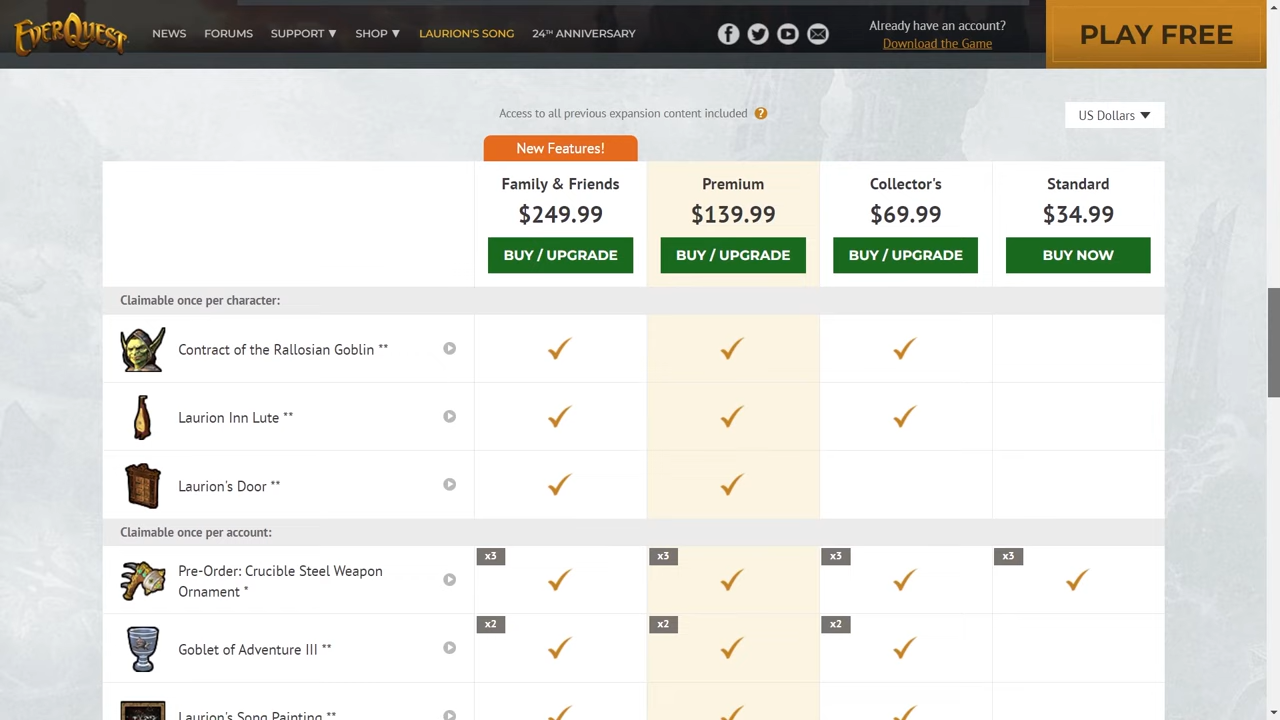 EverQuest
NEWS
FORUMS
SUPPORT ▼
SHOP ▼
LAURION'S SONG
24TH ANNIVERSARY
Already have an account?
Download the Game
PLAY FREE
Access to all previous expansion content included ?
US Dollars
New Features!
Family & Friends
$249.99
BUY / UPGRADE
Premium
$139.99
BUY / UPGRADE
Collector's
$69.99
BUY / UPGRADE
Standard
$34.99
BUY NOW
Claimable once per character:
Contract of the Rallosian Goblin **
Laurion Inn Lute **
Laurion's Door **
Claimable once per account:
Pre-Order: Crucible Steel Weapon
Ornament *
x3
x3
x3
x3
Goblet of Adventure III **
x2
x2
x2
Laurion's Song Painting **